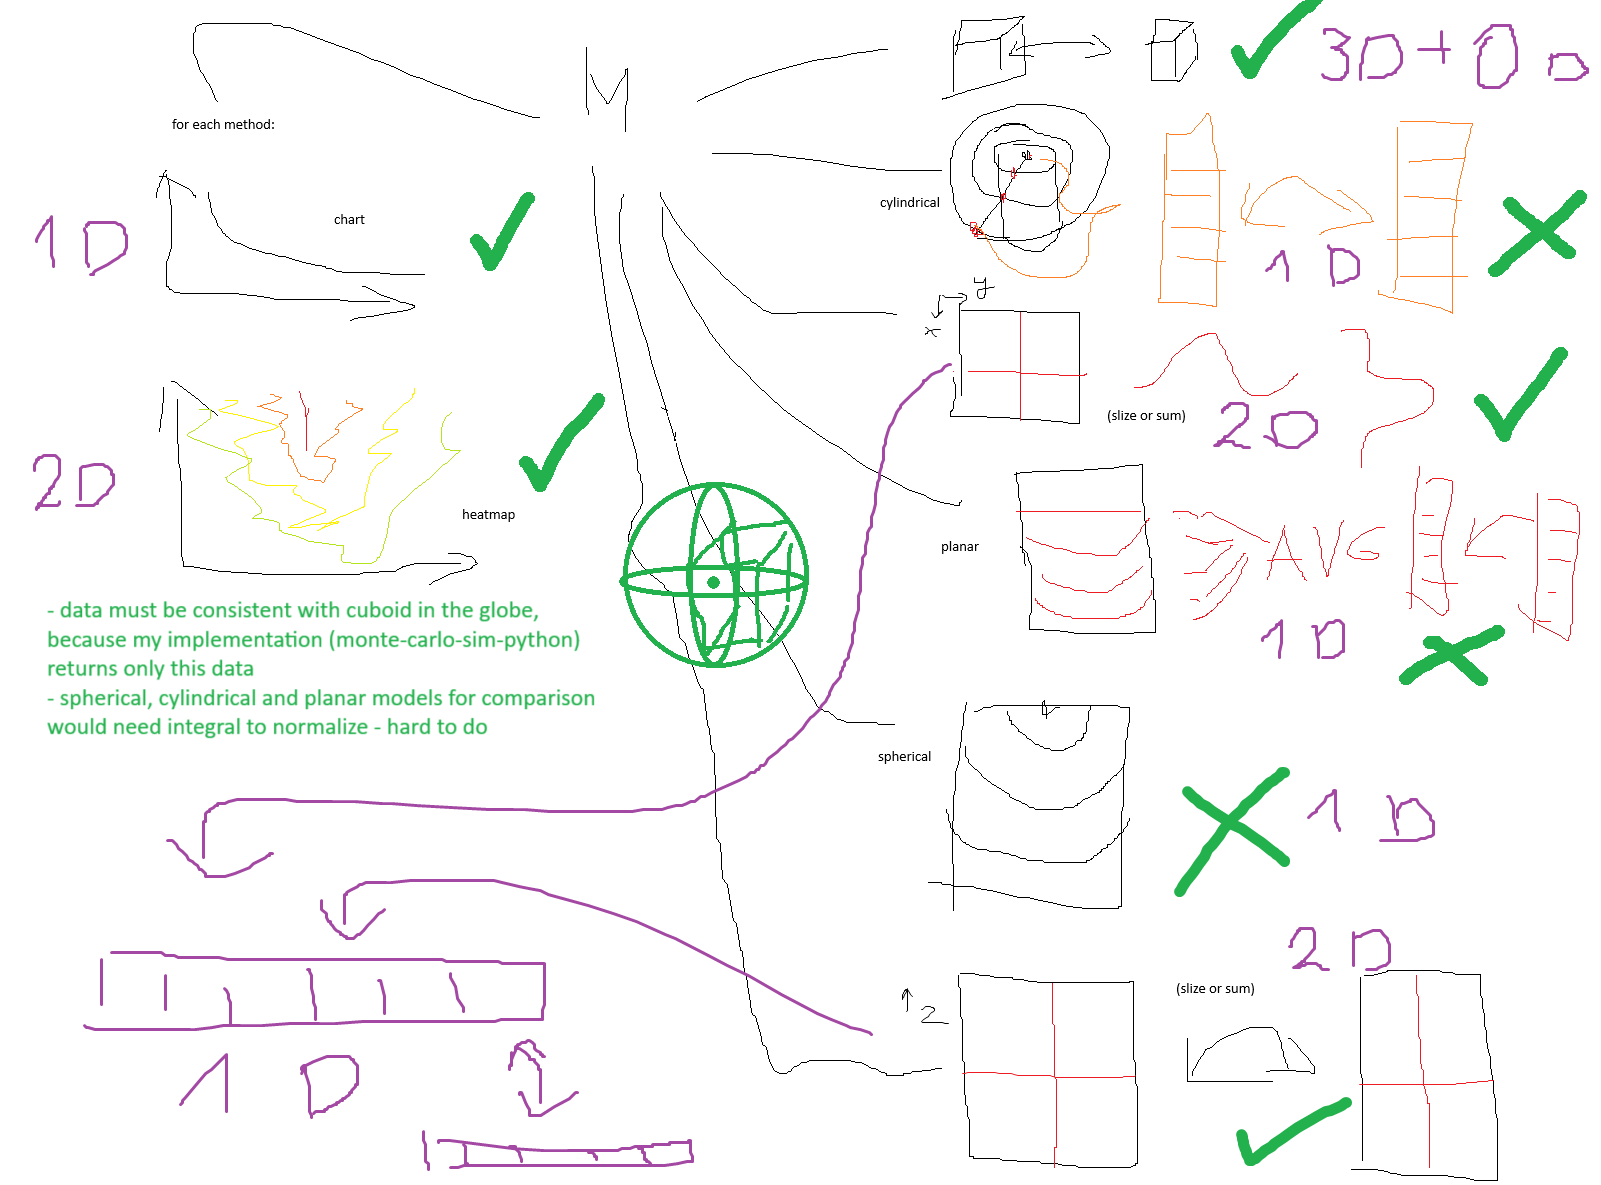 M
3D + 0D
for each method:
cylindrical
1D
chart
1D
y
x
(slize or sum)
2D
2D
heatmap
planar
AVG
1D
- data must be consistent with cuboid in the globe,
because my implementation (monte-carlo-sim-python)
returns only this data
- spherical, cylindrical and planar models for comparison
would need integral to normalize - hard to do
spherical
1D
2D
(slize or sum)
z
1D